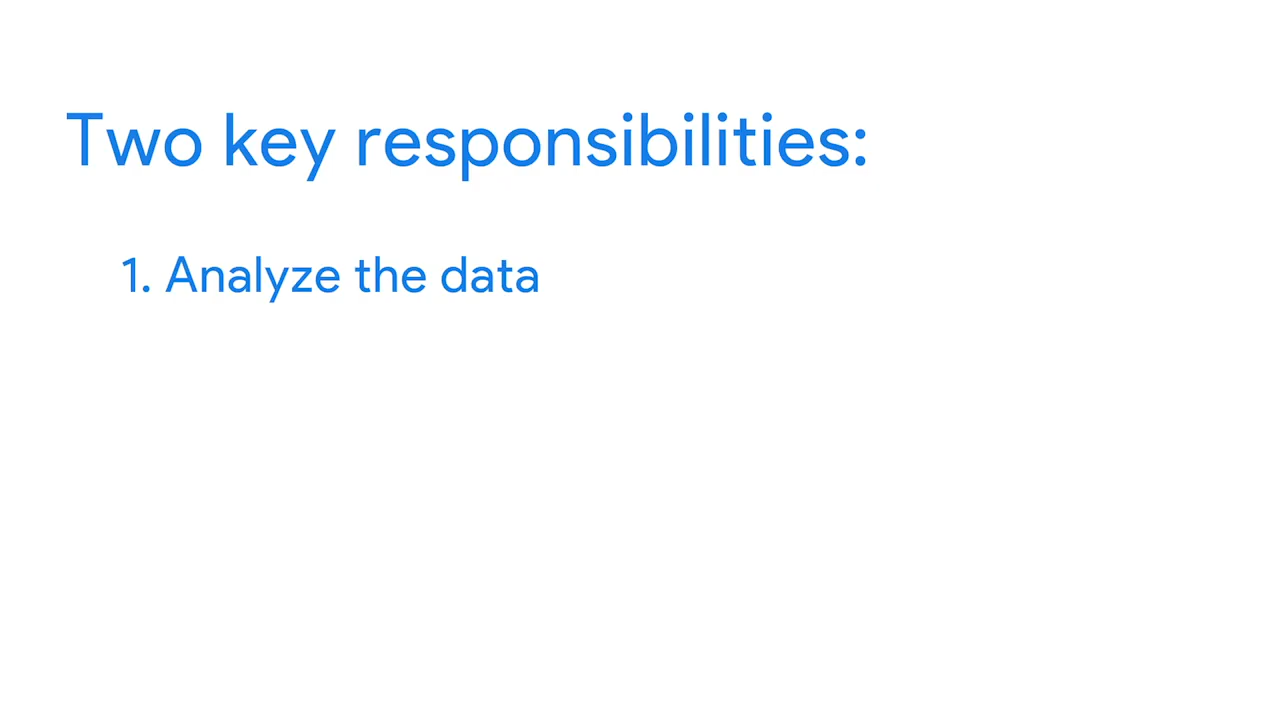 Two key responsibilities:
1. Analyze the data